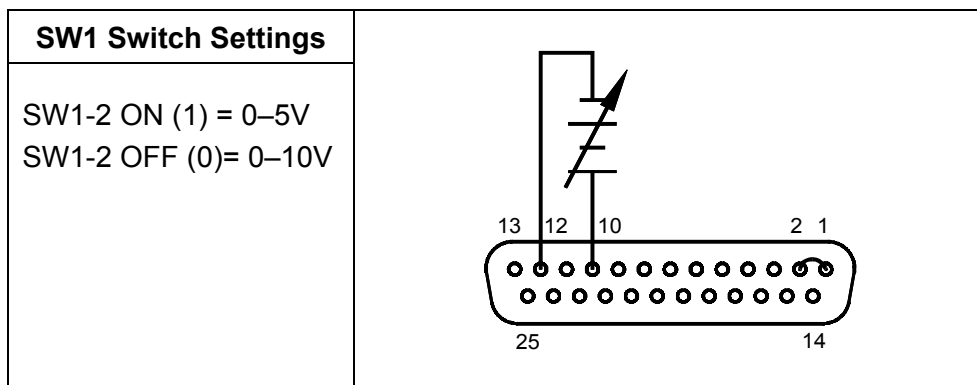 SW1 Switch Settings
SW1-2 ON (1) = 0–5V
SW1-2 OFF (0)= 0–10V
13 12 10 2 1
25 14